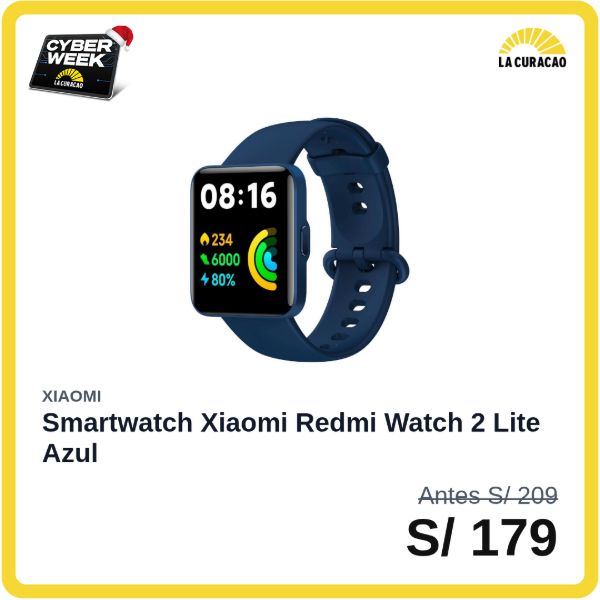 CYBER
WEEK
LA CURACAO
LA CURACAO
08:16
234
6000
80%
XIAOMI
Smartwatch Xiaomi Redmi Watch 2 Lite
Azul
Antes S/ 209
S/ 179